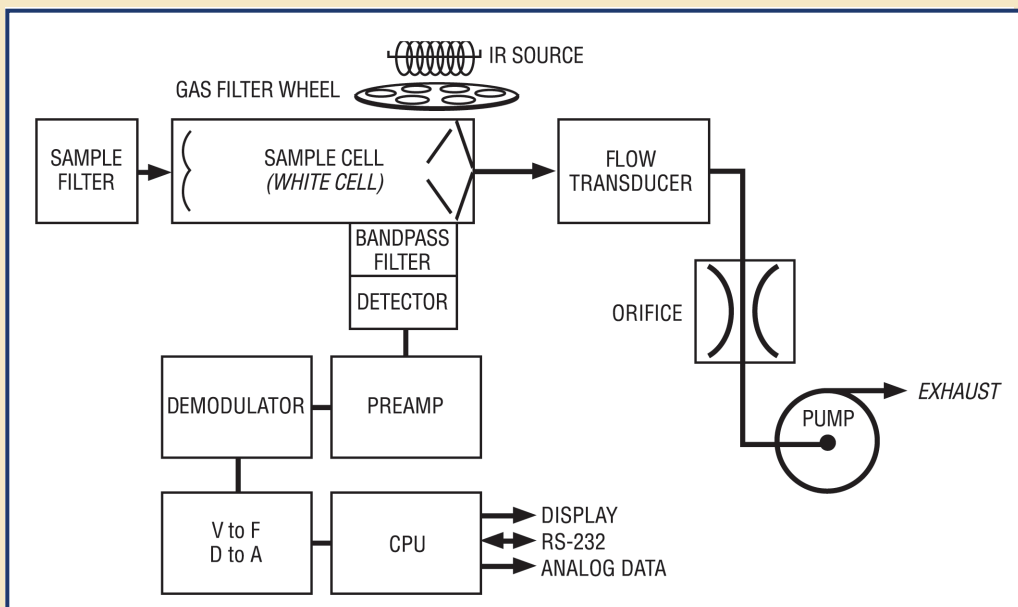 IR SOURCE
GAS FILTER WHEEL
SAMPLE
FILTER
SAMPLE CELL
(WHITE CELL)
FLOW
TRANSDUCER
BANDPASS
FILTER
DETECTOR
ORIFICE
DEMODULATOR
PREAMP
PUMP
EXHAUST
V to F
D to A
CPU
DISPLAY
RS-232
ANALOG DATA